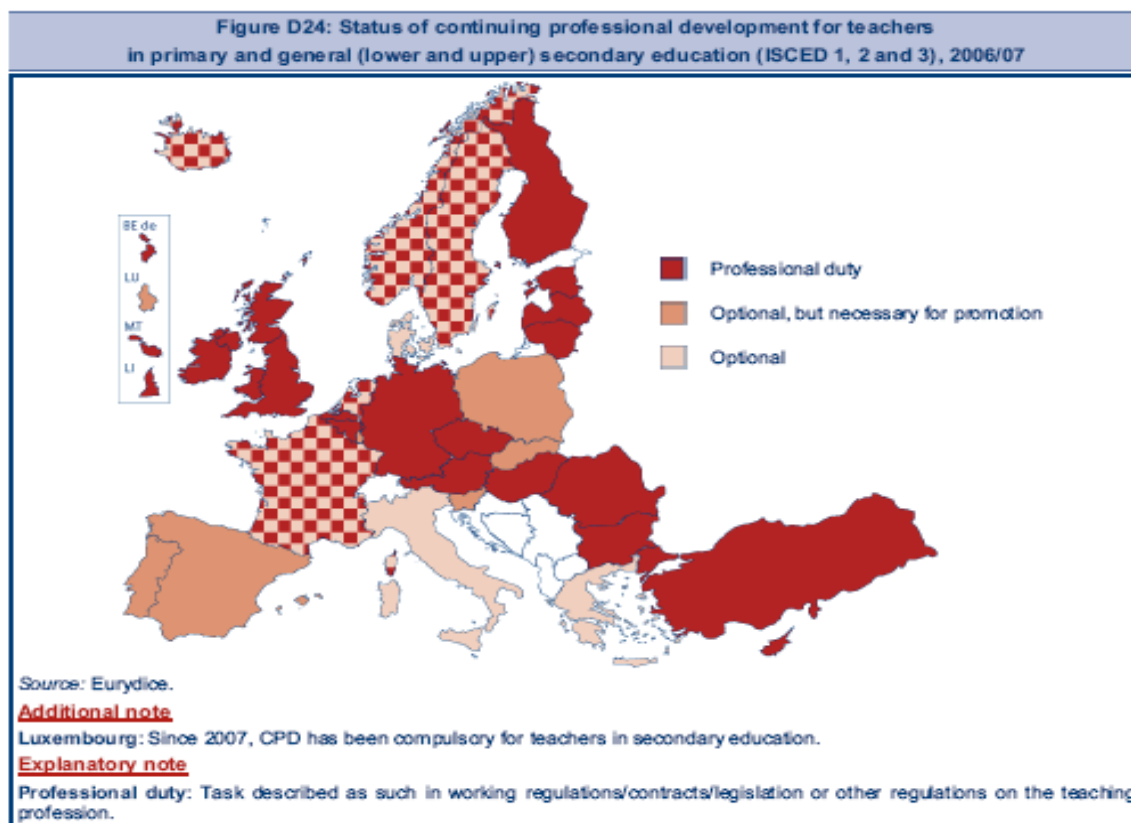 Figure D24: Status of continuing professional development for teachers
in primary and general (lower and upper) secondary education (ISCED 1, 2 and 3), 2006/07
BE de
LU
MT
LI
Professional duty
Optional, but necessary for promotion
Optional
Source: Eurydice.
Additional note
Luxembourg: Since 2007, CPD has been compulsory for teachers in secondary education.
Explanatory note
Professional duty: Task described as such in working regulations/contracts/legislation or other regulations on the teaching
profession.